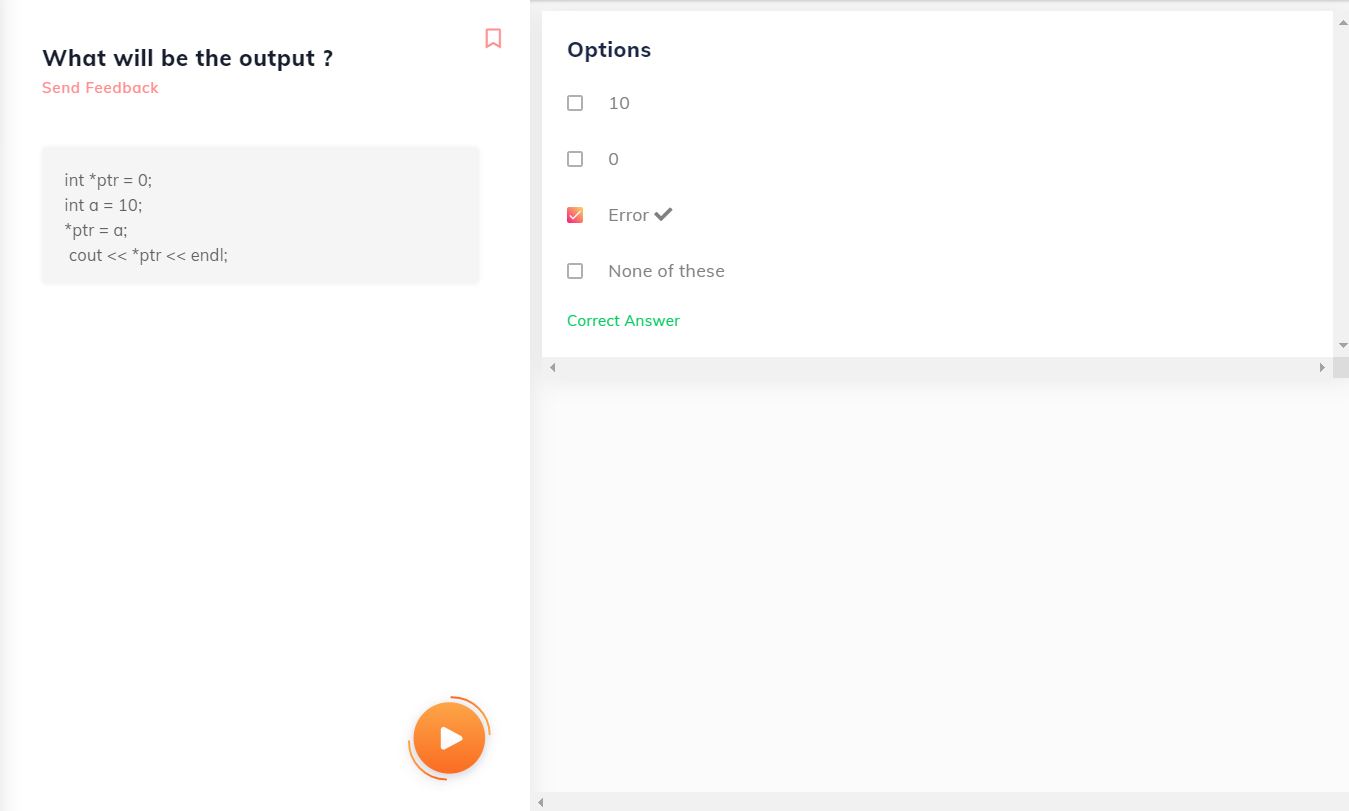 What will be the output ?
Send Feedback
int *ptr = 0;
int a = 10;
*ptr = a;
cout << *ptr << endl;
Options
10
0
Error
None of these
Correct Answer